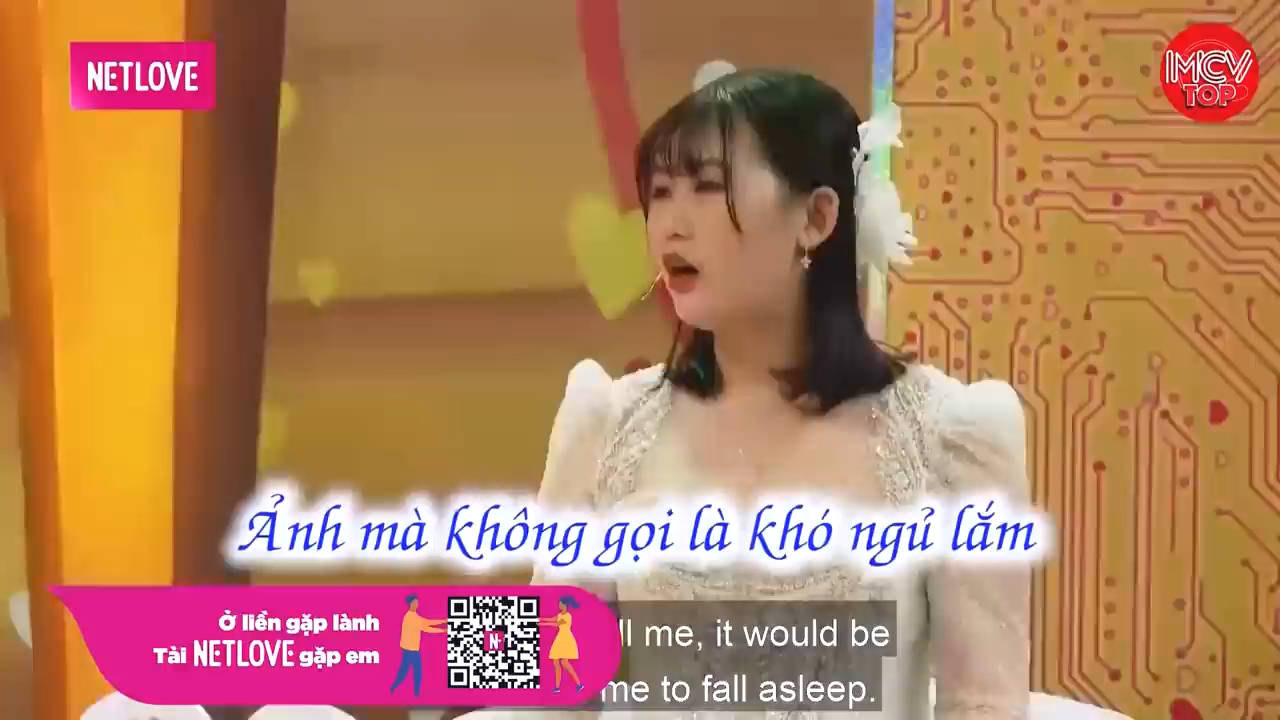 NETLOVE
MCV
TOP
Ảnh mà không gọi là khó ngủ lắm
Ở liền gặp lành
Tải NETLOVE gặp em
N+
ll me, it would be
me to fall asleep.